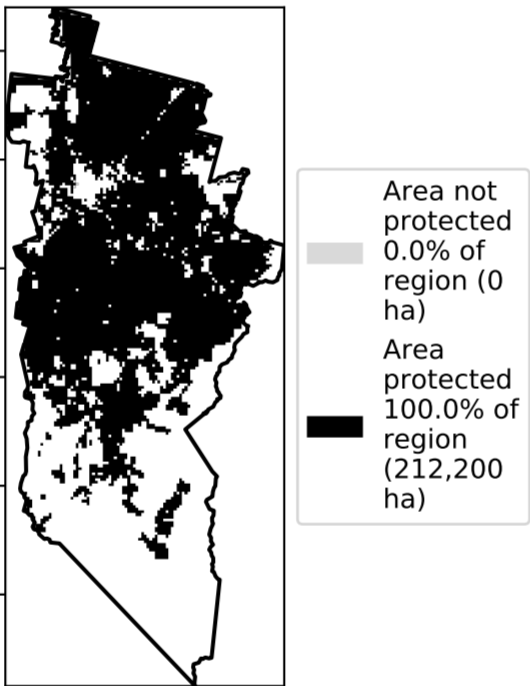 Area not
protected
0.0% of
region (0
ha)
Area
protected
100.0% of
region
(212,200
ha)